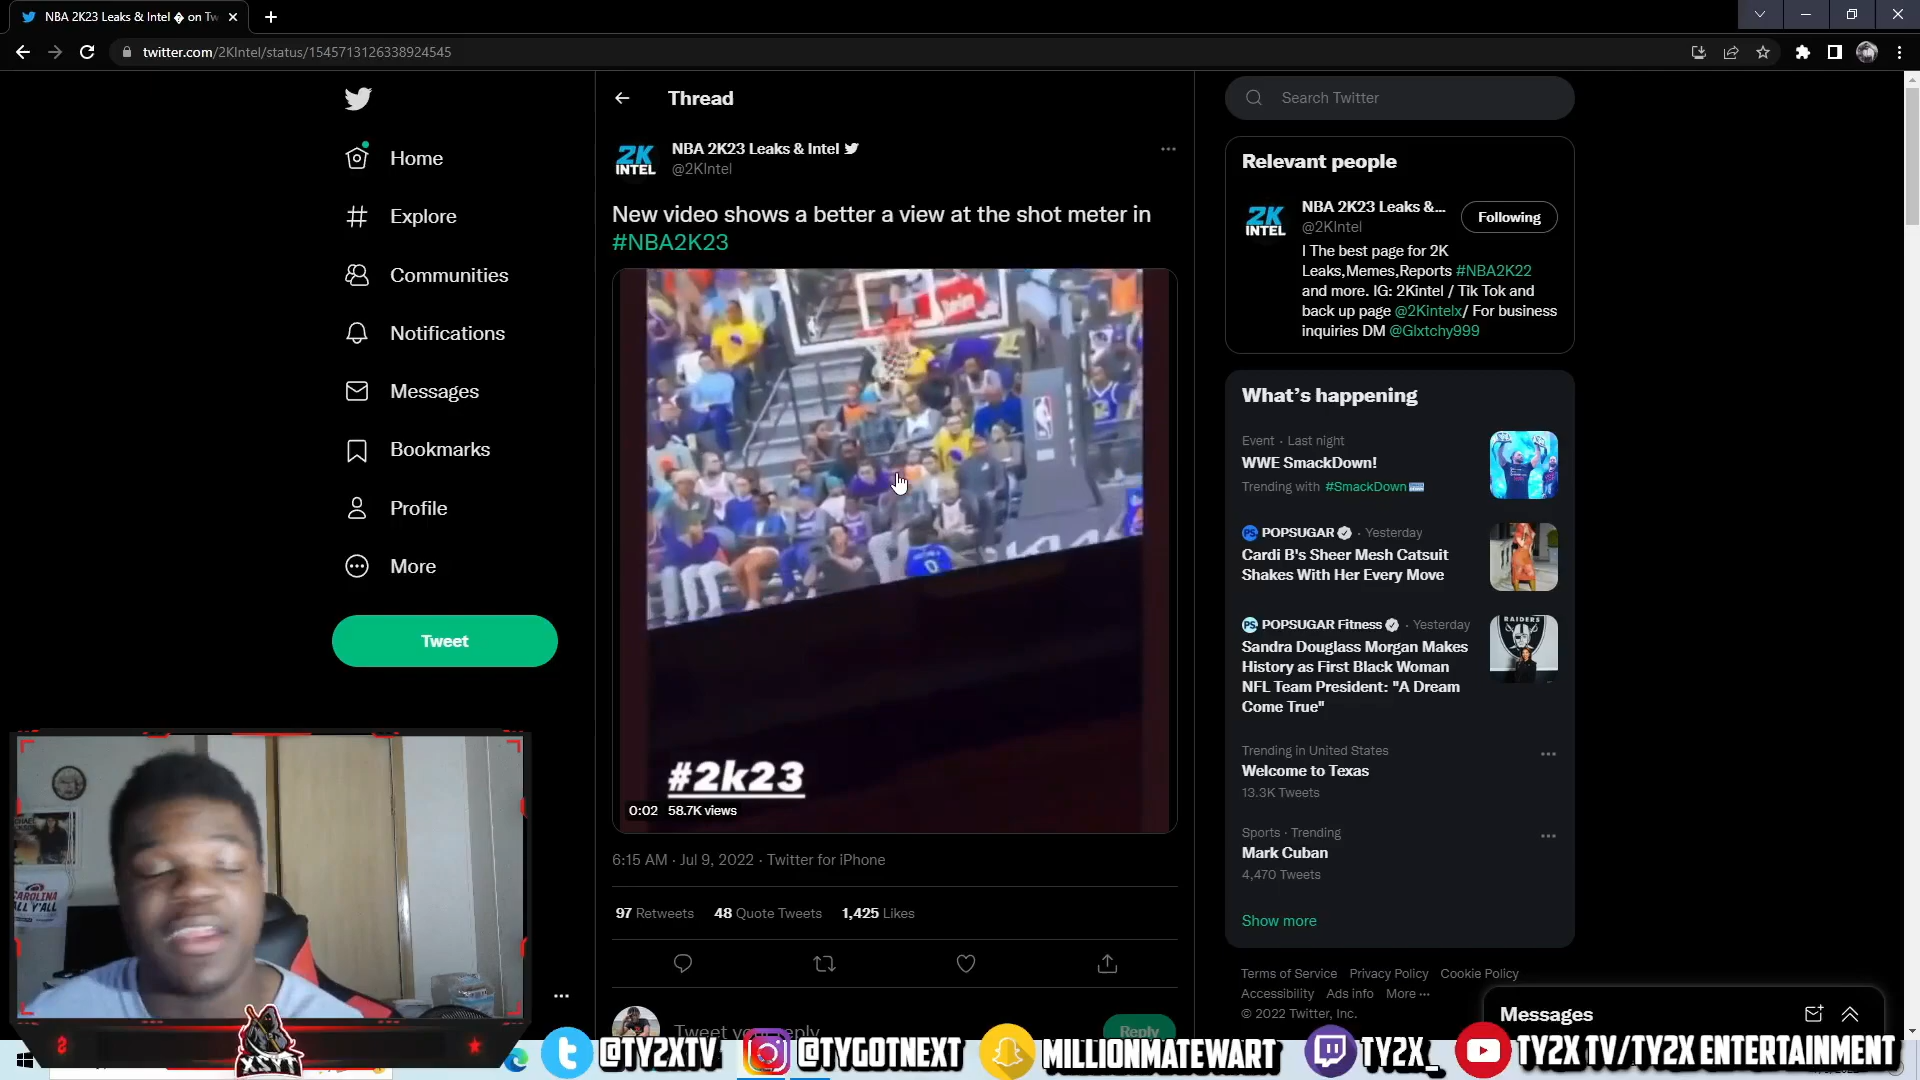 NBA 2K23 Leaks & Intel � on Tw
twitter.com/2KIntel/status/1545713126338924545
Home
Explore
Communities
Notifications
Messages
Bookmarks
Profile
More
Tweet
Thread
2K
INTEL
NBA 2K23 Leaks & Intel
@2KIntel
New video shows a better a view at the shot meter in
#NBA2K23
#2k23
0:02 58.7K views
6:15 AM · Jul 9, 2022 · Twitter for iPhone
97 Retweets 48 Quote Tweets 1,425 Likes
Reply
Search Twitter
Relevant people
2K
INTEL
NBA 2K23 Leaks &...
@2KIntel
Following
| The best page for 2K
Leaks,Memes,Reports #NBA2K22
and more. IG: 2Kintel / Tik Tok and
back up page @2Kintelx/ For business
inquiries DM @Glxtchy999
What's happening
Event · Last night
WWE SmackDown!
Trending with #SmackDown
POPSUGAR · Yesterday
Cardi B's Sheer Mesh Catsuit
Shakes With Her Every Move
POPSUGAR Fitness · Yesterday
Sandra Douglass Morgan Makes
History as First Black Woman
NFL Team President: "A Dream
Come True"
RAIDERS
Trending in United States
Welcome to Texas
13.3K Tweets
Sports · Trending
Mark Cuban
4,470 Tweets
Show more
Terms of Service Privacy Policy Cookie Policy
Accessibility Ads info More ···
© 2022 Twitter, Inc.
Messages
CAROLINA
ALL Y'ALL
XSYT
@TY2XTV
@TYGOTNEXT
MILLIONMATEWART
TY2X_
TY2X TV/TY2X ENTERTAINMENT